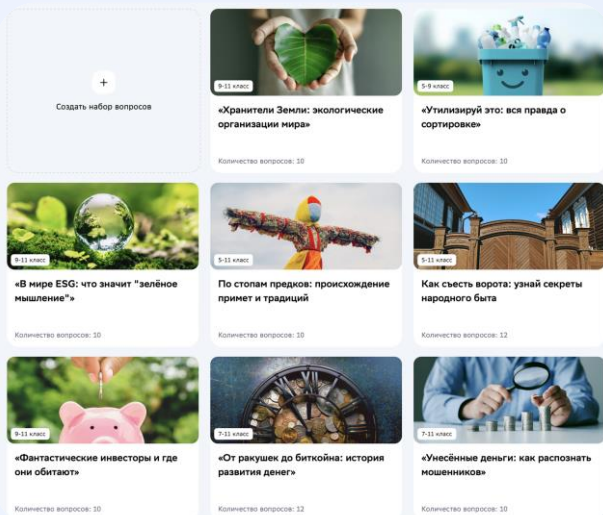 +
Создать набор вопросов
9-11 класс
«Хранители Земли: экологические
организации мира»
Количество вопросов: 10
5-9 класс
«Утилизируй это: вся правда о
сортировке»
Количество вопросов: 10
9-11 класс
«В мире ESG: что значит "зелёное
мышление"»
Количество вопросов: 10
5-11 класс
По стопам предков: происхождение
примет и традиций
Количество вопросов: 10
5-11 класс
Как съесть ворота: узнай секреты
народного быта
Количество вопросов: 12
9-11 класс
«Фантастические инвесторы и где
они обитают»
Количество вопросов: 10
7-11 класс
«От ракушек до биткойна: история
развития денег»
Количество вопросов: 12
7-11 класс
«Унесённые деньги: как распознать
мошенников»
Количество вопросов: 10